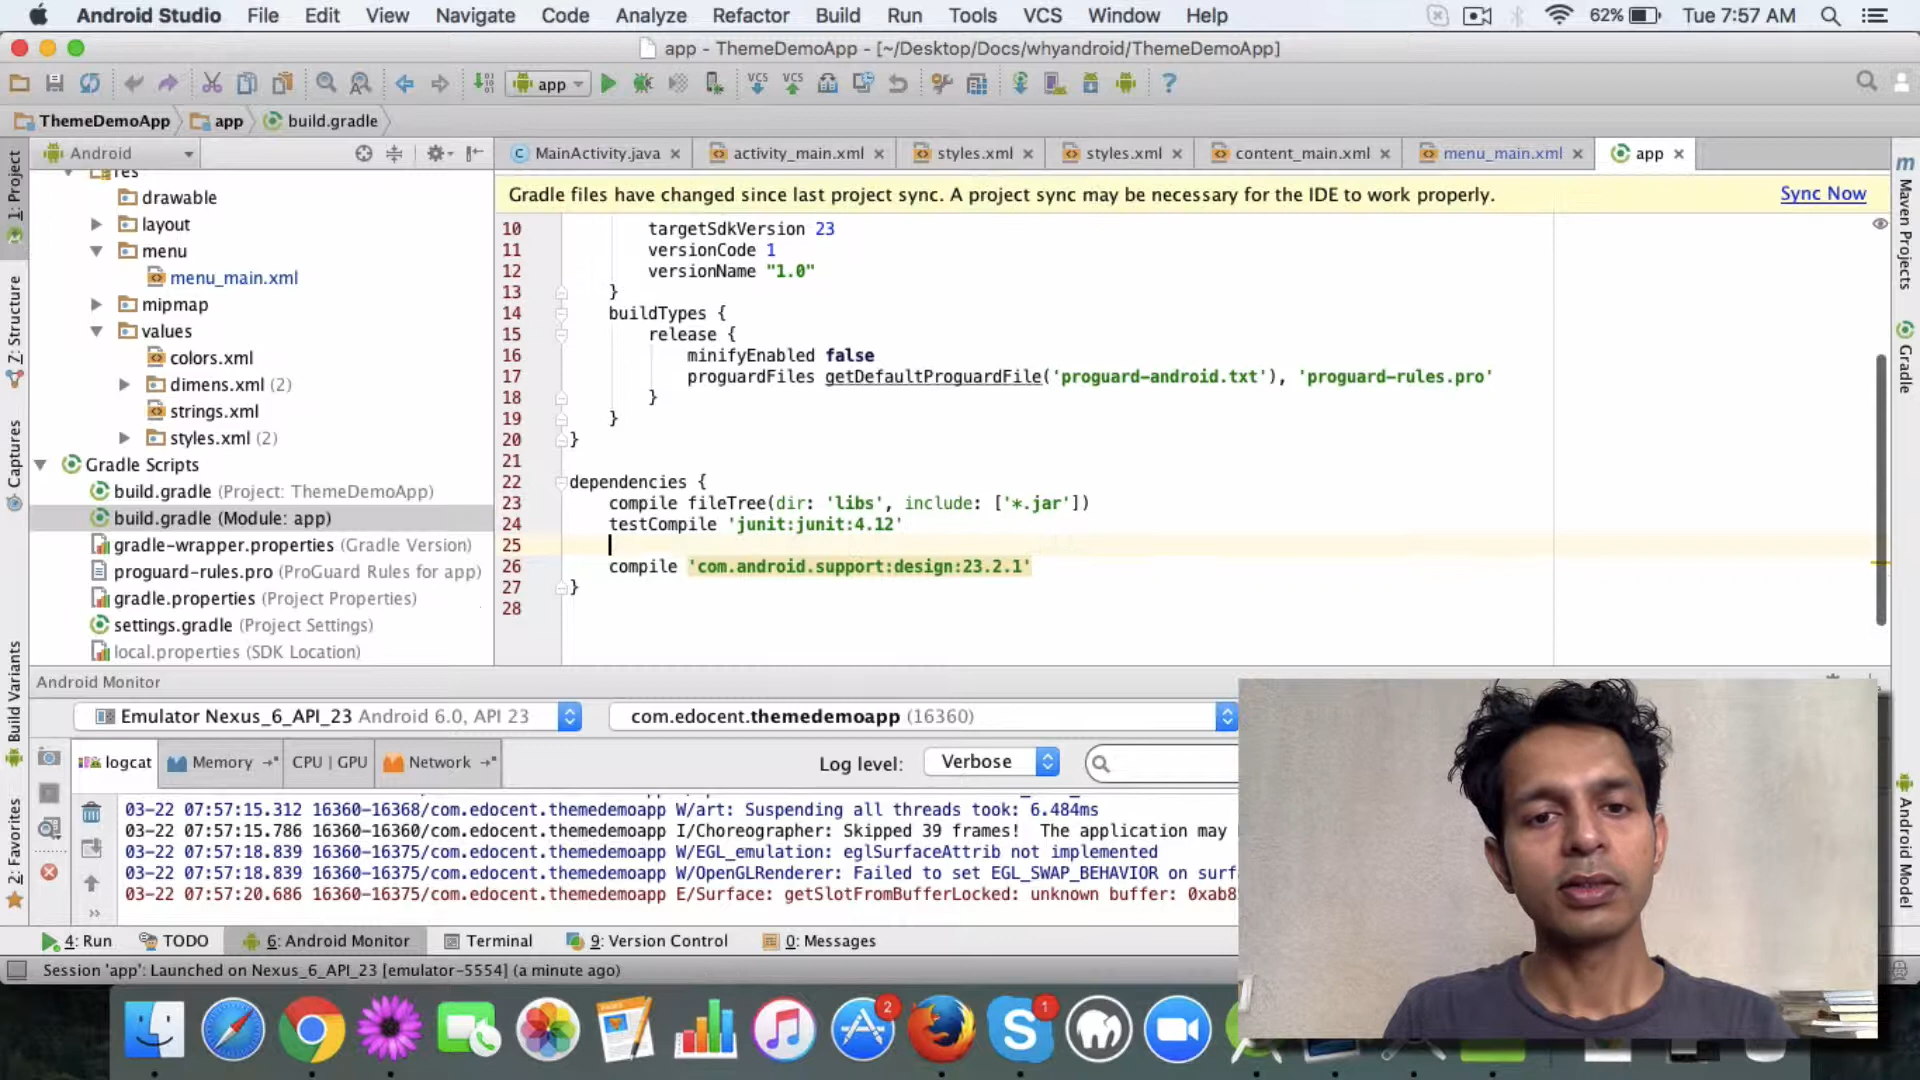 Android Studio File Edit View Navigate Code Analyze Refactor Build Run Tools VCS Window Help 62% Tue 7:57 AM
app - ThemeDemoApp - [~/Desktop/Docs/whyandroid/ThemeDemoApp]
app VCS VCS ?
ThemeDemoApp app build.gradle
Android MainActivity.java activity_main.xml styles.xml styles.xml content_main.xml menu_main.xml app
Gradle files have changed since last project sync. A project sync may be necessary for the IDE to work properly. Sync Now
1: Project
7: Structure
Captures
Build Variants
2: Favorites
res
drawable
layout
menu
menu_main.xml
mipmap
values
colors.xml
dimens.xml (2)
strings.xml
styles.xml (2)
Gradle Scripts
build.gradle (Project: ThemeDemoApp)
build.gradle (Module: app)
gradle-wrapper.properties (Gradle Version)
proguard-rules.pro (ProGuard Rules for app)
gradle.properties (Project Properties)
settings.gradle (Project Settings)
local.properties (SDK Location)
10 targetSdkVersion 23
11 versionCode 1
12 versionName "1.0"
13 }
14 buildTypes {
15 release {
16 minifyEnabled false
17 proguardFiles getDefaultProguardFile('proguard-android.txt'), 'proguard-rules.pro'
18 }
19 }
20 }
21
22 dependencies {
23 compile fileTree(dir: 'libs', include: ['*.jar'])
24 testCompile 'junit:junit:4.12'
25
26 compile 'com.android.support:design:23.2.1'
27 }
28
m
Maven Projects
Gradle
Android Model
Android Monitor
Emulator Nexus_6_API_23 Android 6.0, API 23 com.edocent.themedemoapp (16360)
logcat Memory CPU | GPU Network Log level: Verbose
03-22 07:57:15.312 16360-16368/com.edocent.themedemoapp W/art: Suspending all threads took: 6.484ms
03-22 07:57:15.786 16360-16360/com.edocent.themedemoapp I/Choreographer: Skipped 39 frames! The application may
03-22 07:57:18.839 16360-16375/com.edocent.themedemoapp W/EGL_emulation: eglSurfaceAttrib not implemented
03-22 07:57:18.839 16360-16375/com.edocent.themedemoapp W/OpenGLRenderer: Failed to set EGL_SWAP_BEHAVIOR on surf
03-22 07:57:20.686 16360-16375/com.edocent.themedemoapp E/Surface: getSlotFromBufferLocked: unknown buffer: 0xab8
4: Run TODO 6: Android Monitor Terminal 9: Version Control 0: Messages
Session 'app': Launched on Nexus_6_API_23 [emulator-5554] (a minute ago)
2 1
PAGES
S